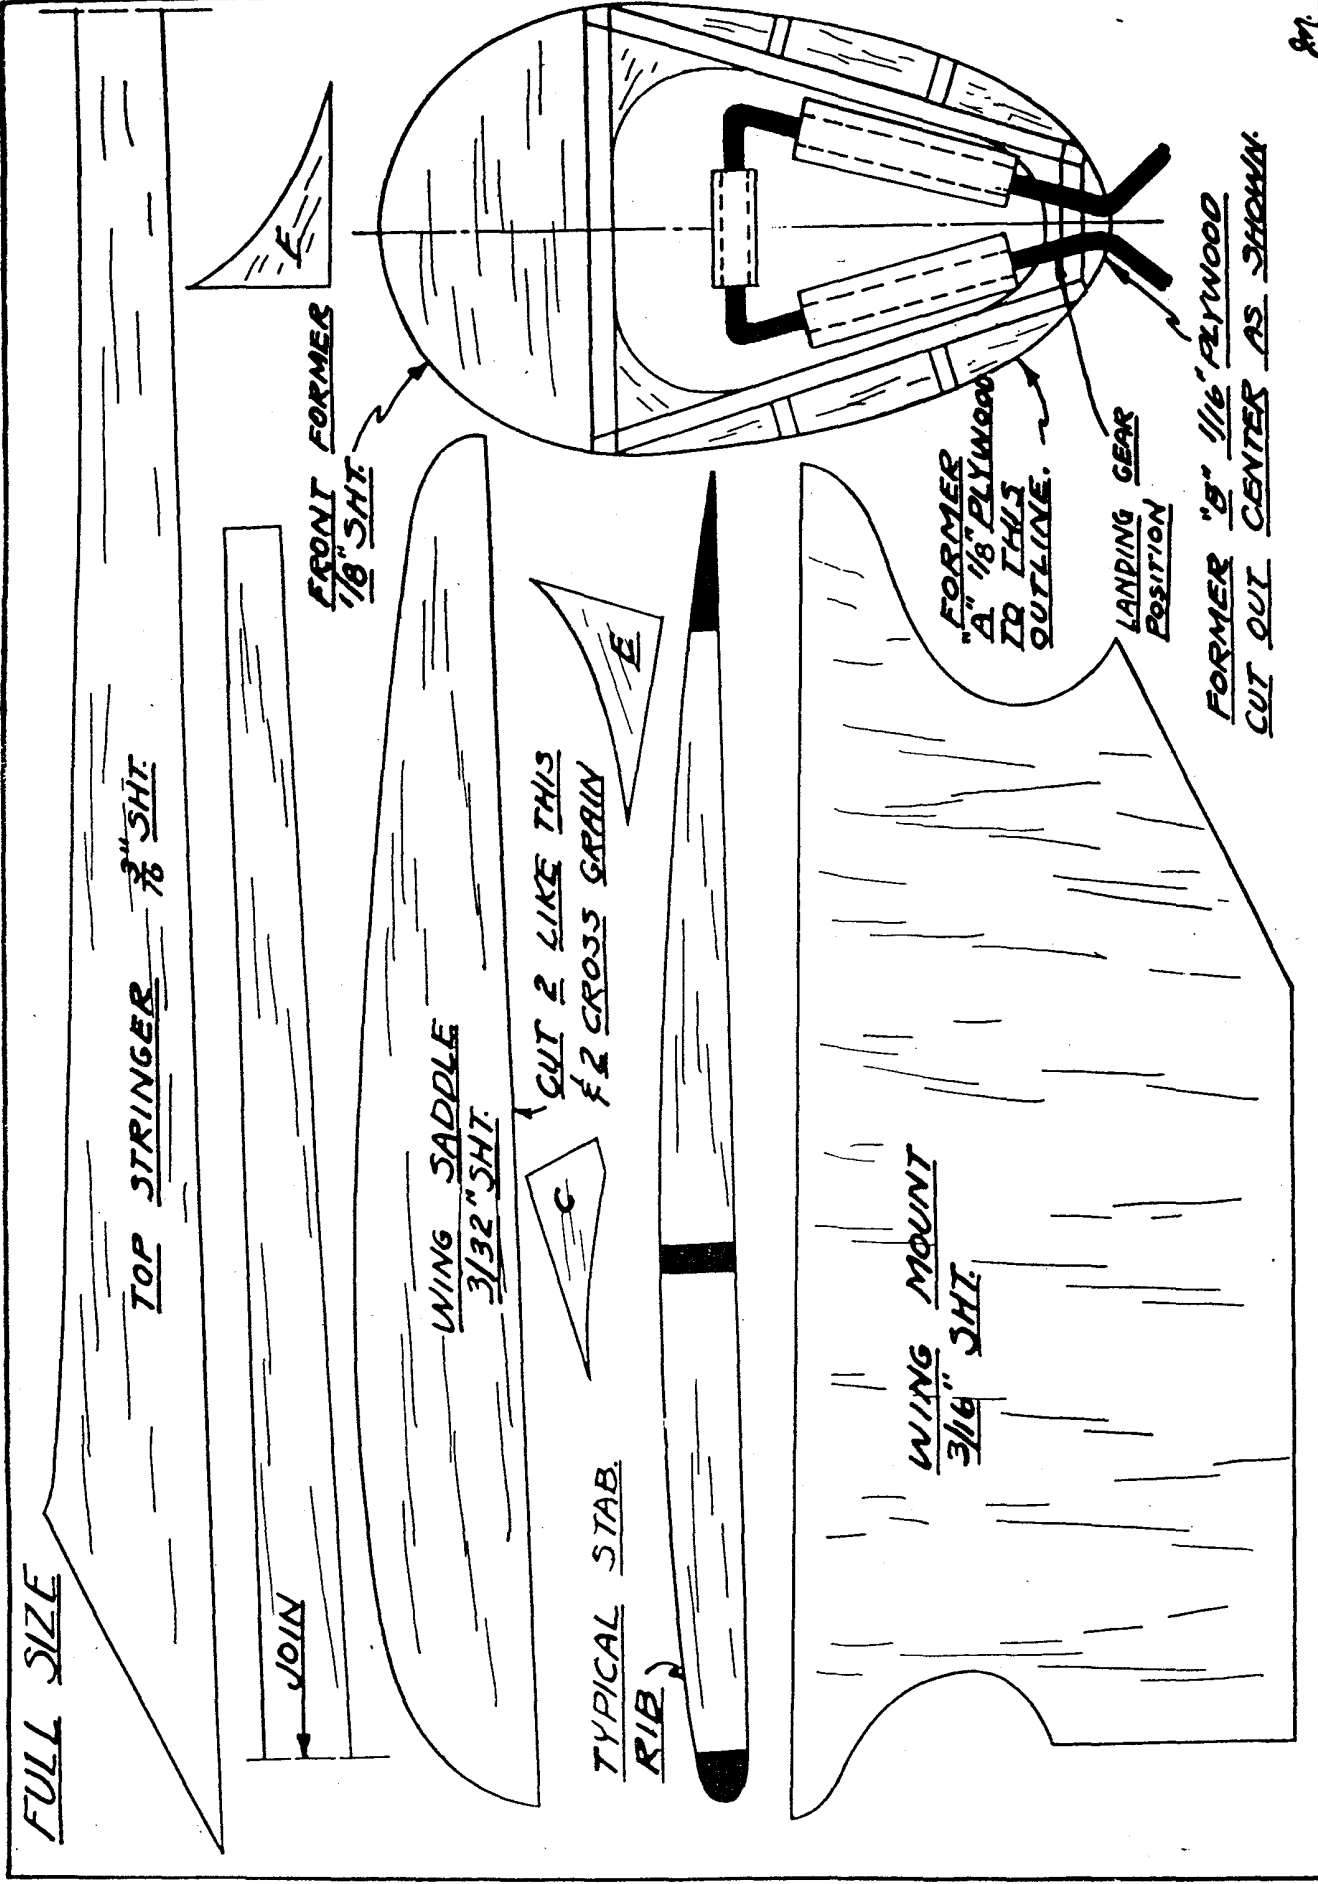 FULL SIZE
TOP STRINGER 3/16" SHT.
JOIN
FRONT FORMER
1/8" SHT.
F
WING SADDLE
3/32" SHT.
CUT 2 LIKE THIS
& 2 CROSS GRAIN
C
E
TYPICAL STAB.
RIB
WING MOUNT
3/16" SHT.
"FORMER
A" 1/8" PLYWOOD
TO THIS
OUTLINE.
LANDING GEAR
POSITION
FORMER "B" 1/16" PLYWOOD
CUT OUT CENTER AS SHOWN.